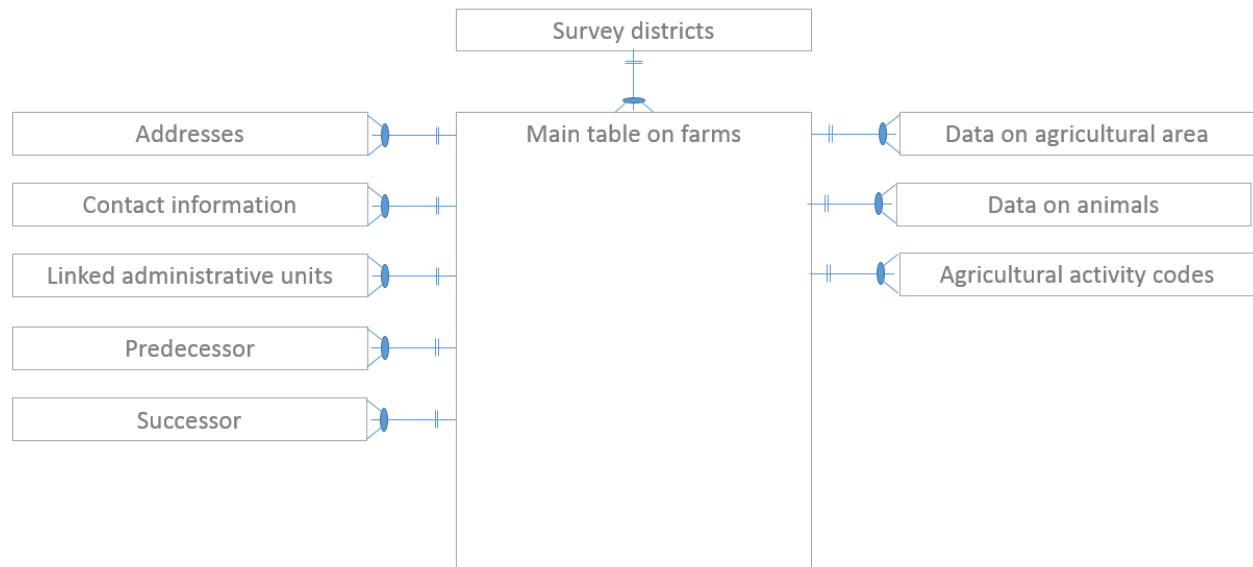 Survey districts
Addresses
Main table on farms
Data on agricultural area
Contact information
Data on animals
Linked administrative units
Agricultural activity codes
Predecessor
Successor